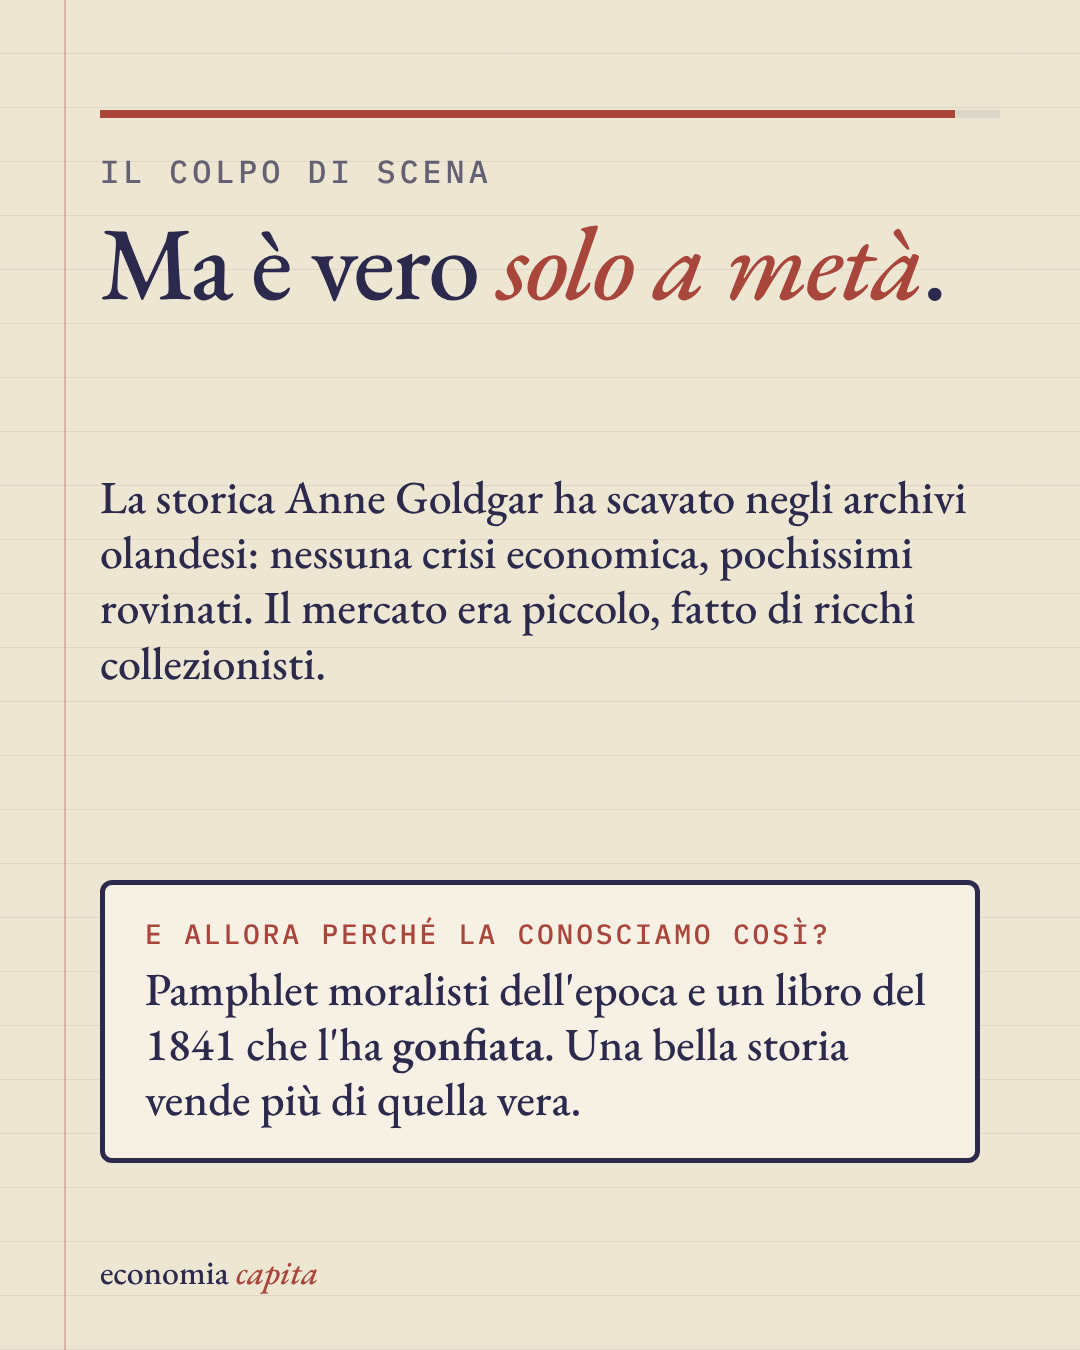 IL COLPO DI SCENA
Ma è vero solo a metà.
La storica Anne Goldgar ha scavato negli archivi
olandesi: nessuna crisi economica, pochissimi
rovinati. Il mercato era piccolo, fatto di ricchi
collezionisti.
E ALLORA PERCHÉ LA CONOSCIAMO COSÌ?
Pamphlet moralisti dell'epoca e un libro del
1841 che l'ha gonfiata. Una bella storia
vende più di quella vera.
economia capita